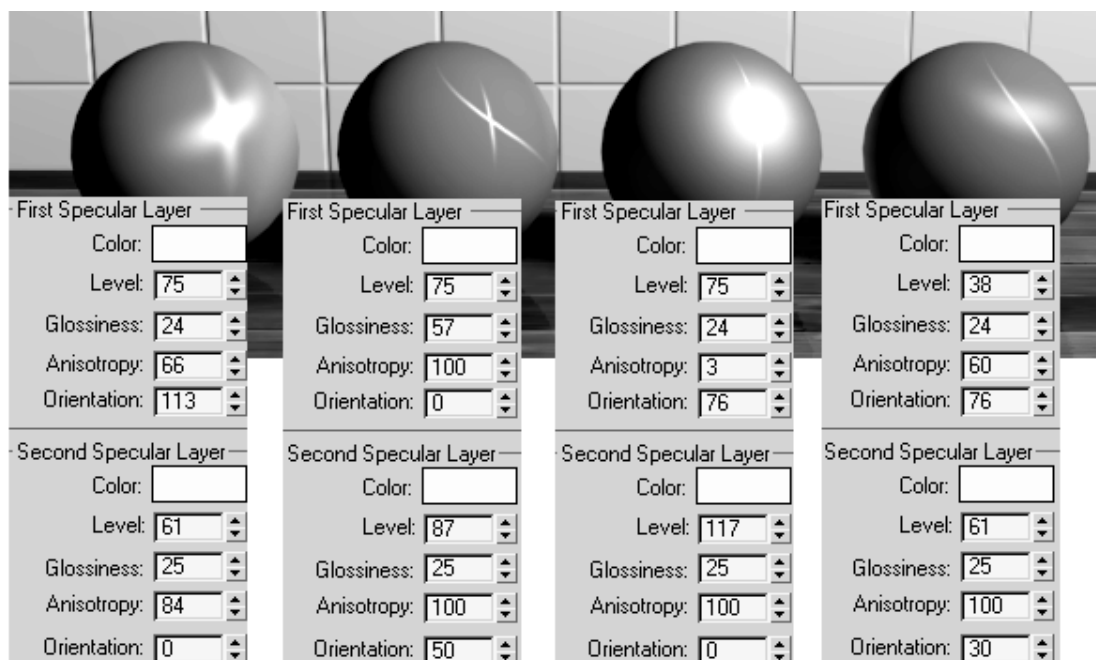 First Specular Layer
Color:
Level: 75
Glossiness: 24
Anisotropy: 66
Orientation: 113
Second Specular Layer
Color:
Level: 61
Glossiness: 25
Anisotropy: 84
Orientation: 0
First Specular Layer
Color:
Level: 75
Glossiness: 57
Anisotropy: 100
Orientation: 0
Second Specular Layer
Color:
Level: 87
Glossiness: 25
Anisotropy: 100
Orientation: 50
First Specular Layer
Color:
Level: 75
Glossiness: 24
Anisotropy: 3
Orientation: 76
Second Specular Layer
Color:
Level: 117
Glossiness: 25
Anisotropy: 100
Orientation: 0
First Specular Layer
Color:
Level: 38
Glossiness: 24
Anisotropy: 60
Orientation: 76
Second Specular Layer
Color:
Level: 61
Glossiness: 25
Anisotropy: 100
Orientation: 30